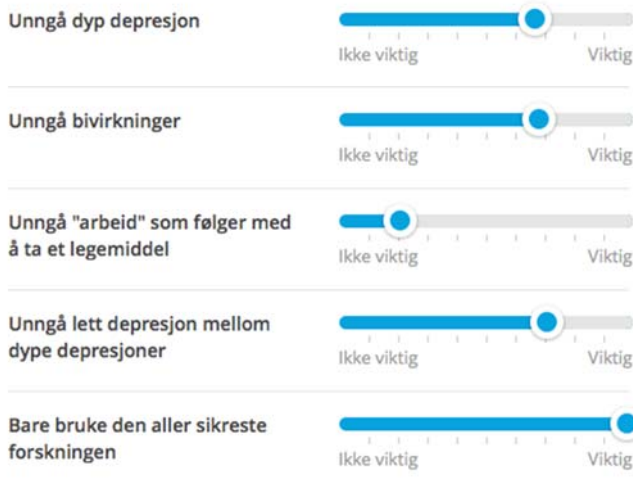 Unngå dyp depresjon
Ikke viktig Viktig
Unngå bivirkninger
Ikke viktig Viktig
Unngå "arbeid" som følger med
å ta et legemiddel
Ikke viktig Viktig
Unngå lett depresjon mellom
dype depresjoner
Ikke viktig Viktig
Bare bruke den aller sikreste
forskningen
Ikke viktig Viktig